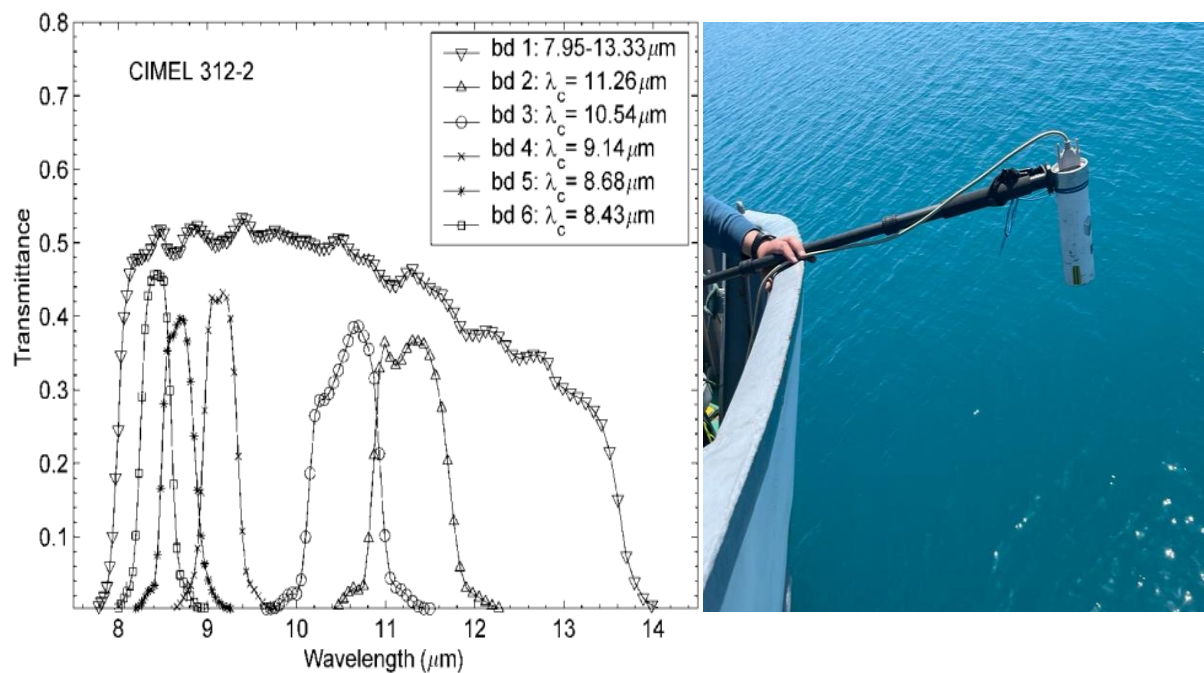 CIMEL 312-2
bd 1: 7.95-13.33μm
bd 2: λc = 11.26μm
bd 3: λc = 10.54μm
bd 4: λc = 9.14μm
bd 5: λc = 8.68μm
bd 6: λc = 8.43μm
Transmittance
0.8
0.7
0.6
0.5
0.4
0.3
0.2
0.1
8 9 10 11 12 13 14
Wavelength (μm)